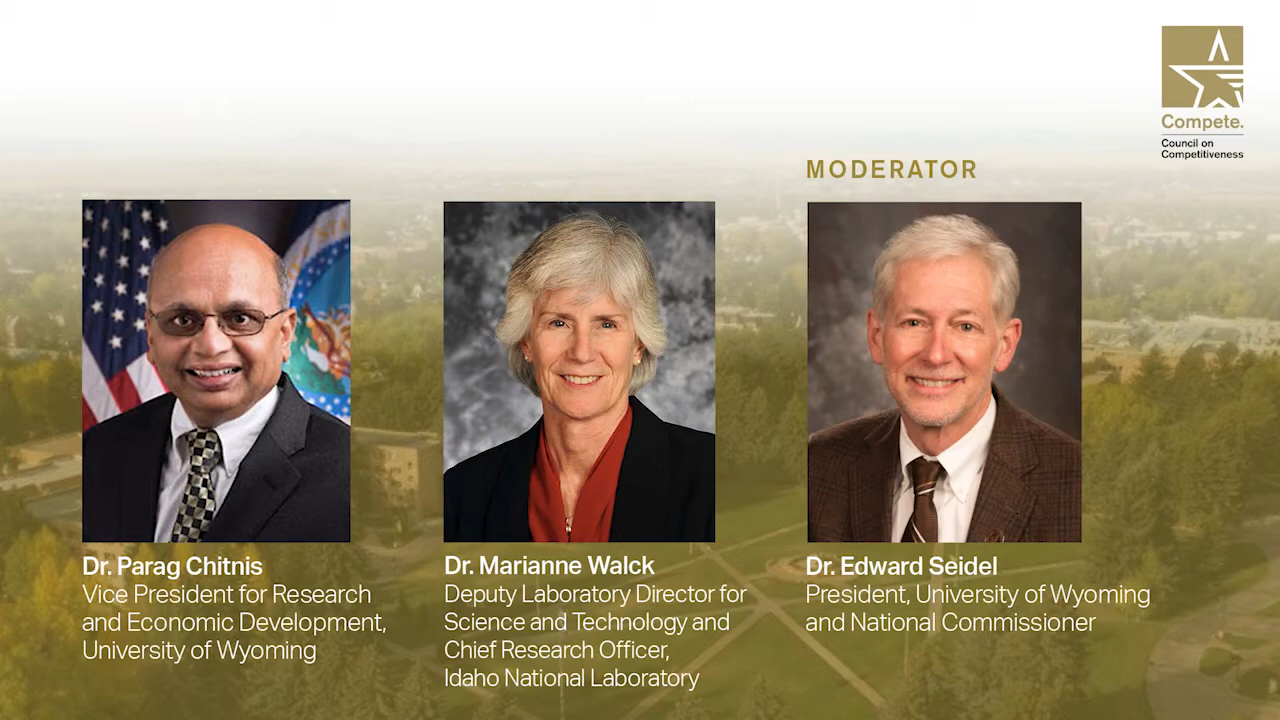 Compete.
Council on
Competitiveness
MODERATOR
Dr. Parag Chitnis
Vice President for Research
and Economic Development,
University of Wyoming
Dr. Marianne Walck
Deputy Laboratory Director for
Science and Technology and
Chief Research Officer,
Idaho National Laboratory
Dr. Edward Seidel
President, University of Wyoming
and National Commissioner